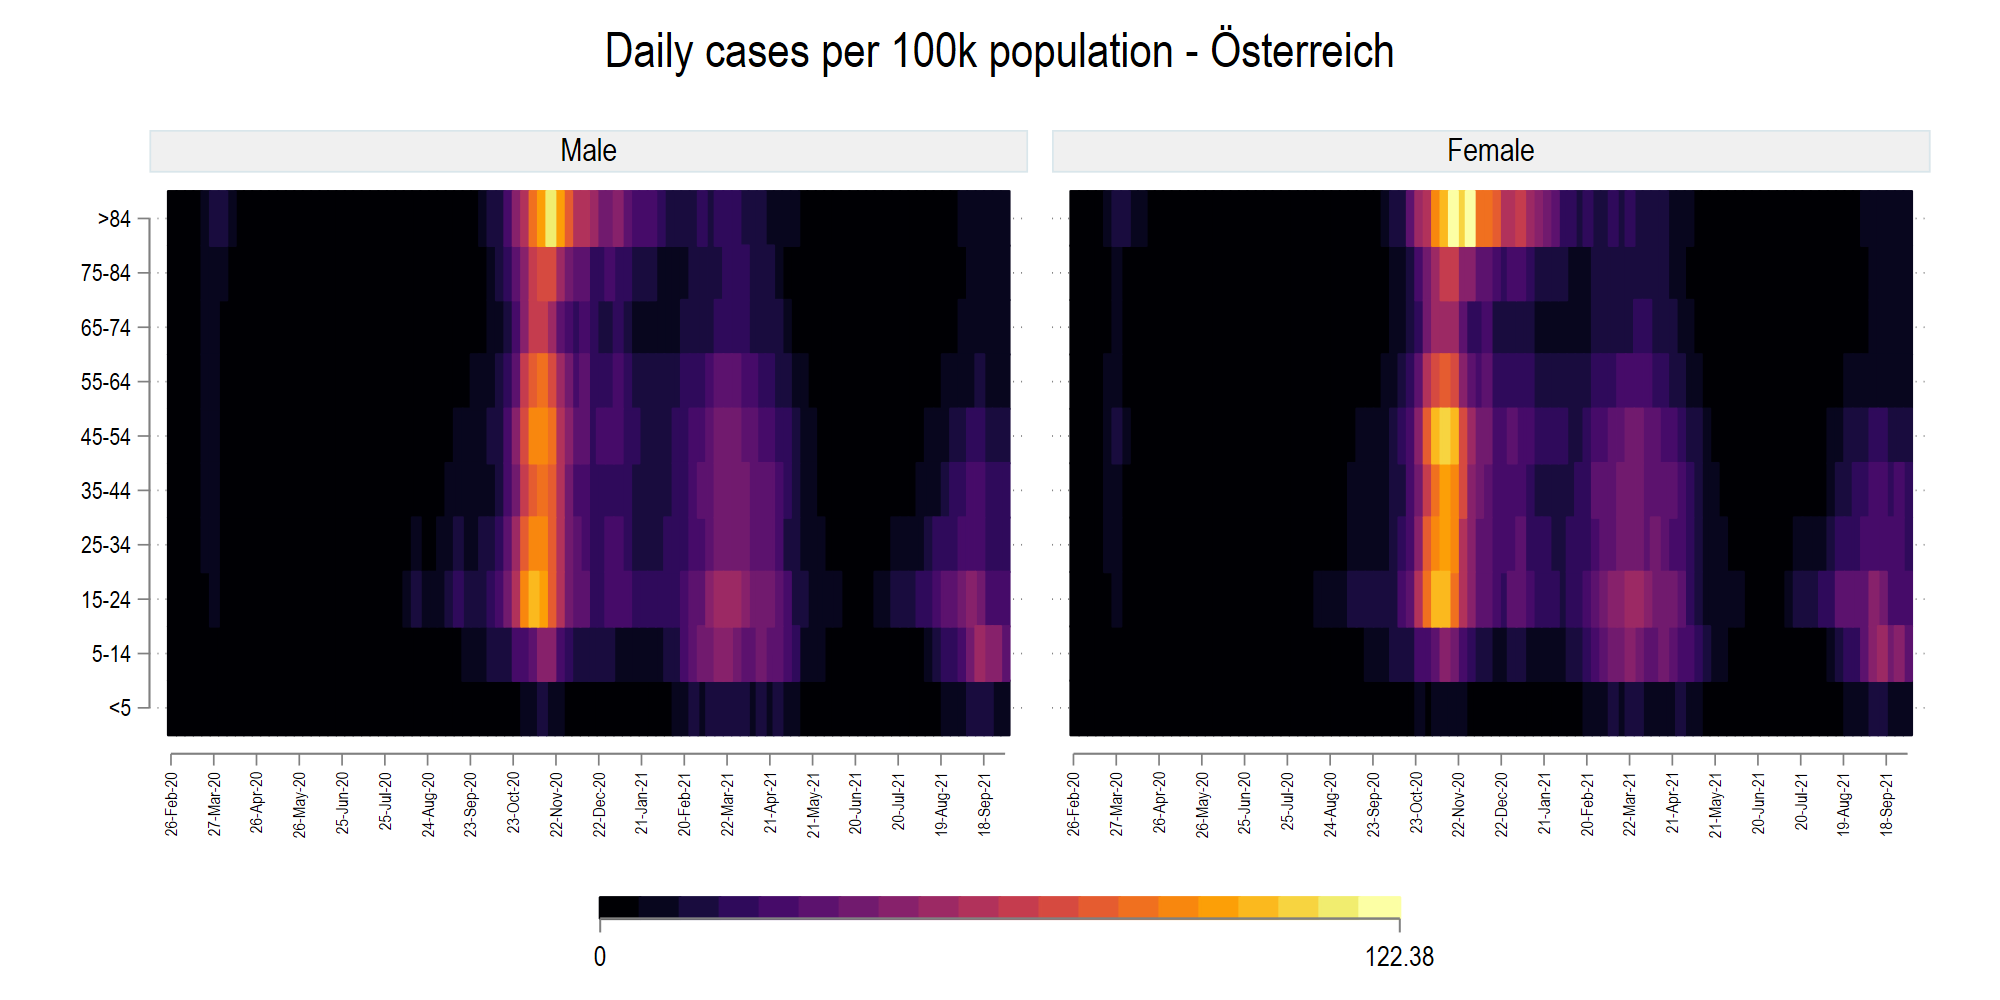 Daily cases per 100k population - Österreich
Male
Female
>84
75-84
65-74
55-64
45-54
35-44
25-34
15-24
5-14
<5
26-Feb-20 27-Mar-20 26-Apr-20 26-May-20 25-Jun-20 25-Jul-20 24-Aug-20 23-Sep-20 23-Oct-20 22-Nov-20 22-Dec-20 21-Jan-21 20-Feb-21 22-Mar-21 21-Apr-21 21-May-21 20-Jun-21 20-Jul-21 19-Aug-21 18-Sep-21
26-Feb-20 27-Mar-20 26-Apr-20 26-May-20 25-Jun-20 25-Jul-20 24-Aug-20 23-Sep-20 23-Oct-20 22-Nov-20 22-Dec-20 21-Jan-21 20-Feb-21 22-Mar-21 21-Apr-21 21-May-21 20-Jun-21 20-Jul-21 19-Aug-21 18-Sep-21
0
122.38